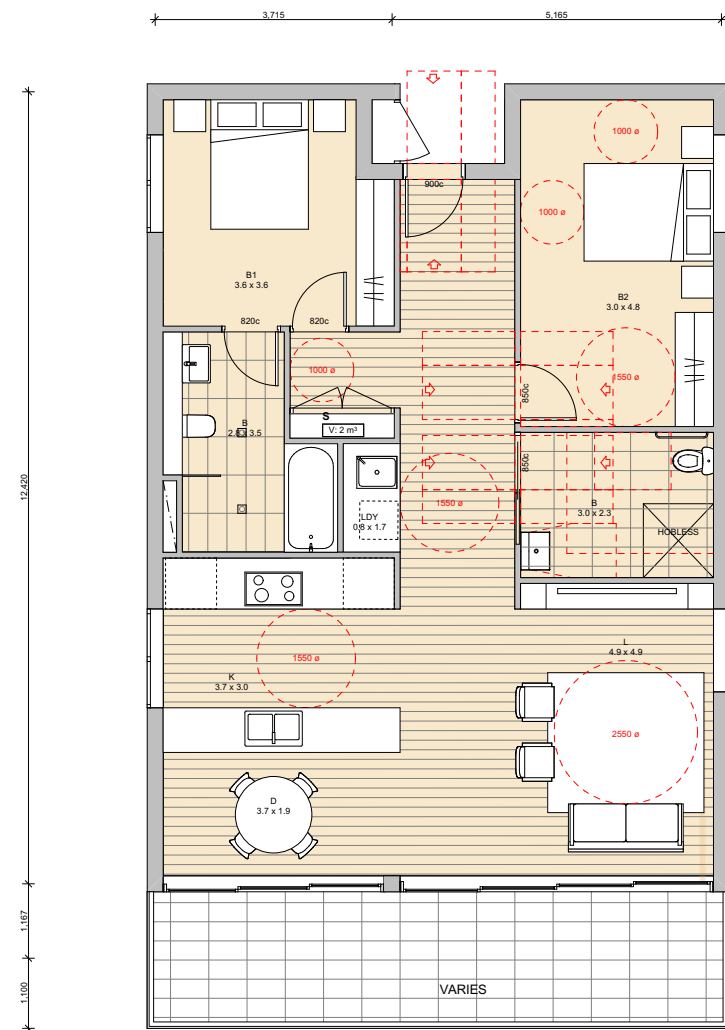 3,715
5,165
1000 ø
900c
1000 ø
B1
3.6 x 3.6
B2
3.0 x 4.8
820c
820c
1000 ø
1550 ø
850c
S
V: 2 m³
B
3.5
850c
1550 ø
B
3.0 x 2.3
LDY
0.8 x 1.7
HOBLESS
12,420
L
4.9 x 4.9
1550 ø
K
3.7 x 3.0
2550 ø
D
3.7 x 1.9
1,167
1,100
VARIES